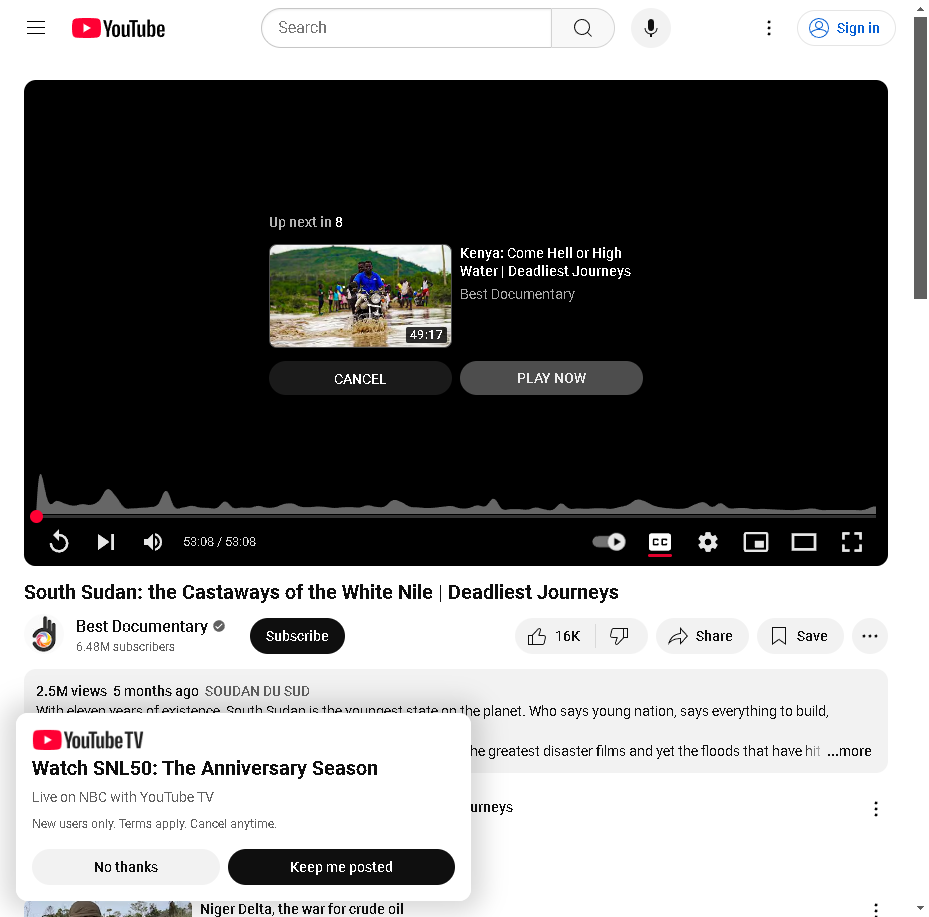 YouTube
Search
Sign in
Up next in 8
Kenya: Come Hell or High
Water | Deadliest Journeys
Best Documentary
49:17
CANCEL
PLAY NOW
53:08 / 53:08
CC
South Sudan: the Castaways of the White Nile | Deadliest Journeys
Best Documentary
6.48M subscribers
Subscribe
16K
Share
Save
2.5M views 5 months ago SOUDAN DU SUD
With eleven years of existence, South Sudan is the youngest state on the planet. Who says young nation, says everything to build,
he greatest disaster films and yet the floods that have hit ...more
YouTube TV
Watch SNL50: The Anniversary Season
Live on NBC with YouTube TV
New users only. Terms apply. Cancel anytime.
No thanks
Keep me posted
urneys
Niger Delta, the war for crude oil